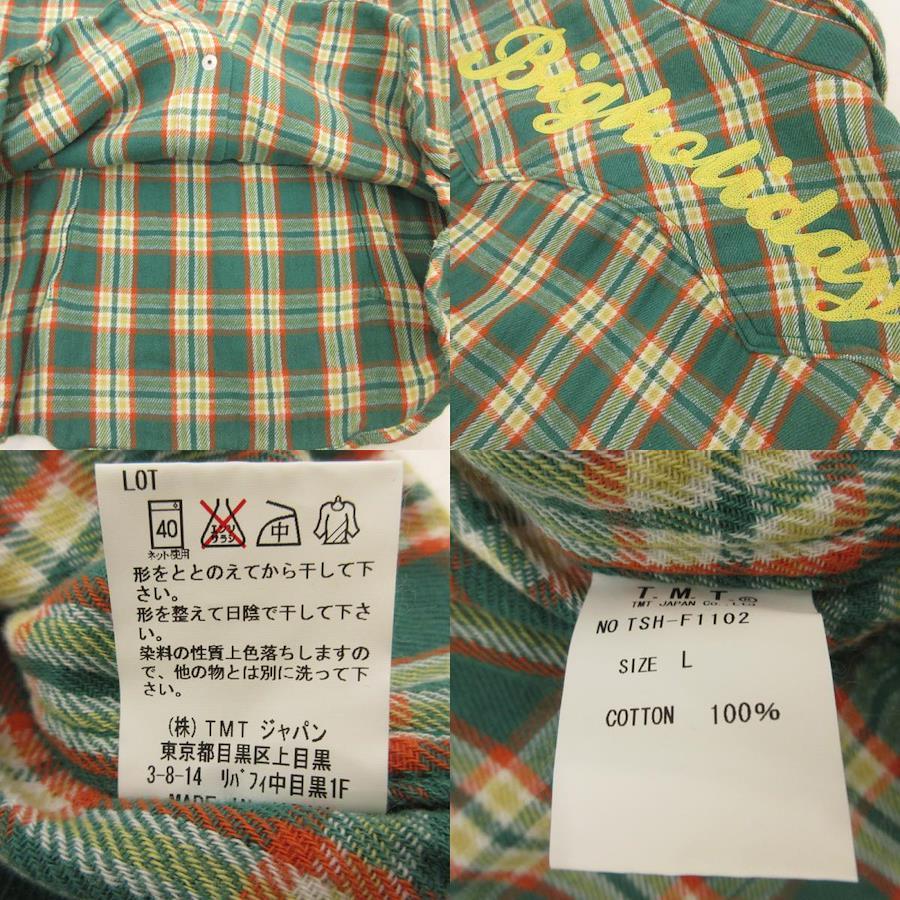 Bigholiday
LOT
40
ネット使用
エンソ
サラシ
中
形をととのえてから干して下
さい。
形を整えて日陰で干して下さ
い。
染料の性質上色落ちしますの
で、他の物とは別に洗って下
さい。
(株)TMT ジャパン
東京都目黒区上目黒
3-8-14 リバフィ中目黒1F
MADE IN
T.M.T.®
TMT JAPAN Co.,Ltd
NO TSH-F1102
SIZE L
COTTON 100%